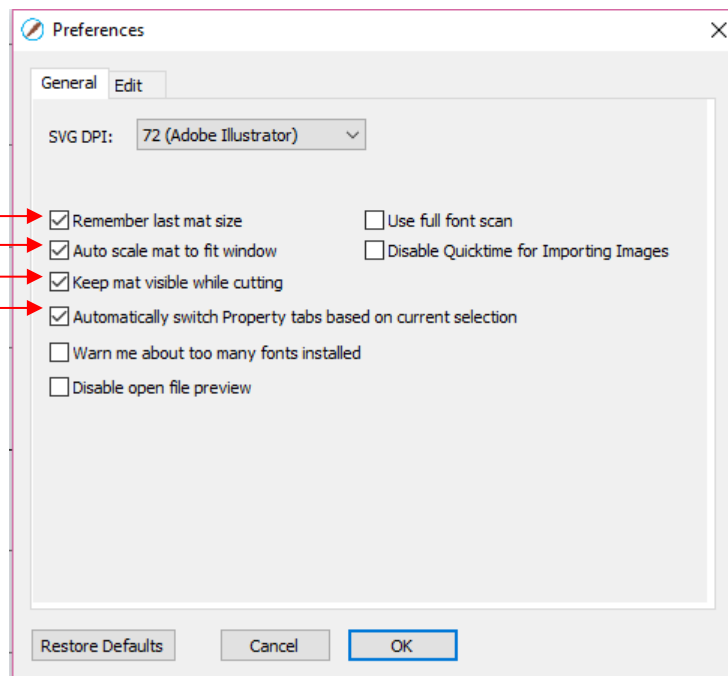 Preferences
General Edit
SVG DPI: 72 (Adobe Illustrator)
Remember last mat size Use full font scan
Auto scale mat to fit window Disable Quicktime for Importing Images
Keep mat visible while cutting
Automatically switch Property tabs based on current selection
Warn me about too many fonts installed
Disable open file preview
Restore Defaults Cancel OK